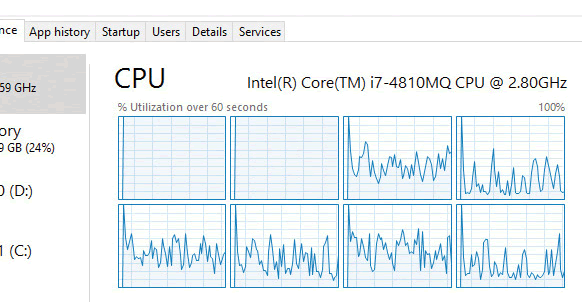 nce App history Startup Users Details Services
CPU Intel(R) Core(TM) i7-4810MQ CPU @ 2.80GHz
59 GHz
% Utilization over 60 seconds 100%
ory
9 GB (24%)
0 (D:)
1 (C:)